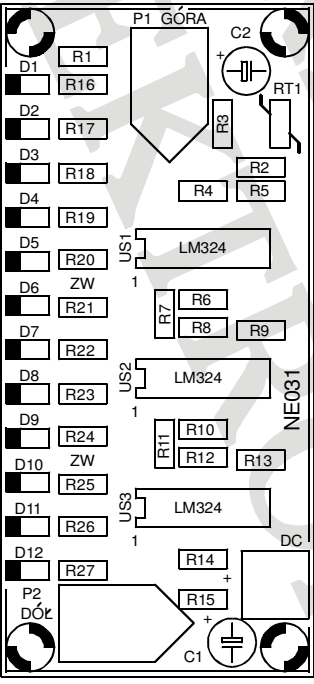 P1 GÓRA
C2
+
R1
D1
R16
RT1
D2
R17
R3
D3
R2
R18
R4 R5
D4
R19
D5
US1
LM324
R20
D6 ZW
1
R21
R7
R6
R8 R9
D7
R22
US2
LM324
D8
R23
1
NE031
D9
R24
R11
R10
R12 R13
D10 ZW
R25
US3
LM324
D11
R26
1
DC
D12
R14
R27
+
P2
DÓŁ
R15
+
C1